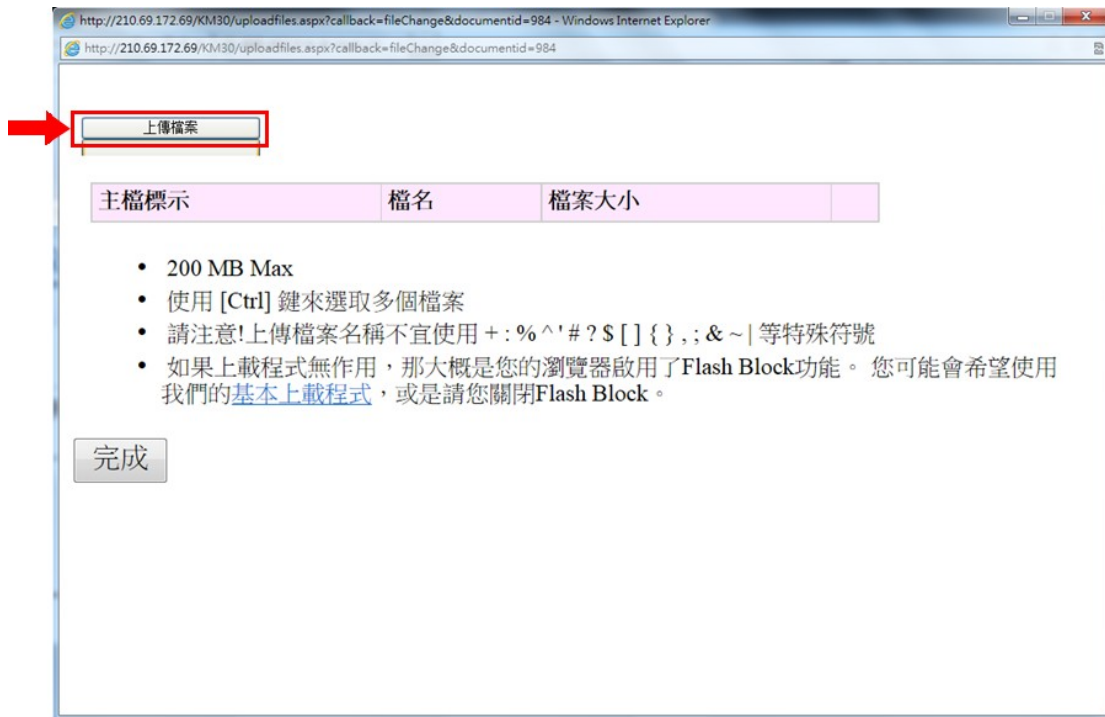 http://210.69.172.69/KM30/uploadfiles.aspx?callback=fileChange&documentid=984 - Windows Internet Explorer
http://210.69.172.69/KM30/uploadfiles.aspx?callback=fileChange&documentid=984
上傳檔案
主檔標示 檔名 檔案大小
• 200 MB Max
• 使用 [Ctrl] 鍵來選取多個檔案
• 請注意!上傳檔案名稱不宜使用 + : % ^ ' # ? $ [ ] { } , ; & ~ | 等特殊符號
• 如果上載程式無作用，那大概是您的瀏覽器啟用了Flash Block功能。 您可能會希望使用
我們的基本上載程式，或是請您關閉Flash Block。
完成